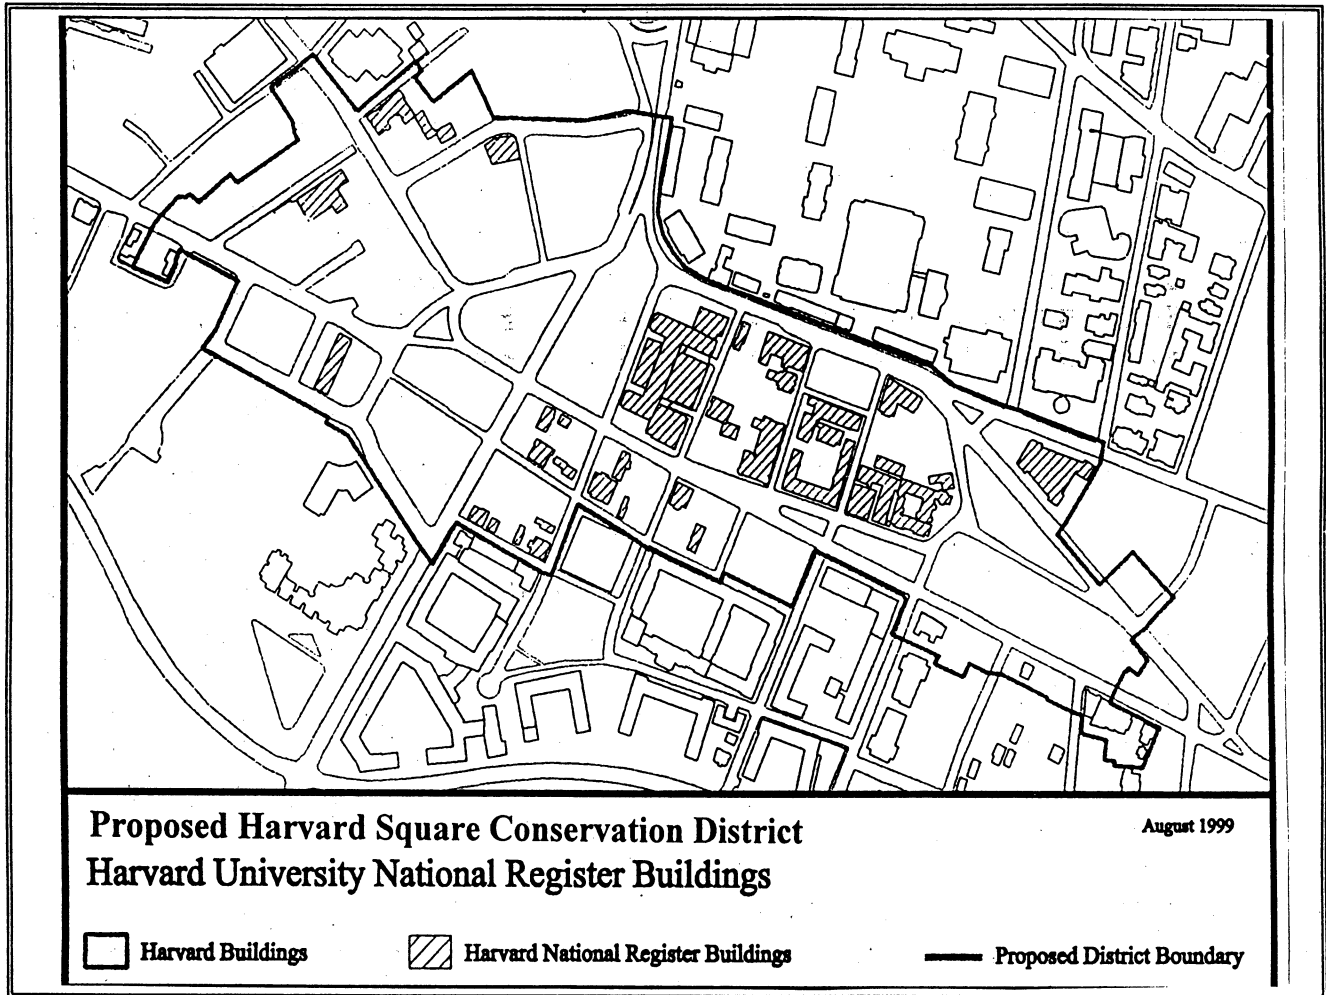 Proposed Harvard Square Conservation District
August 1999
Harvard University National Register Buildings
Harvard Buildings
Harvard National Register Buildings
Proposed District Boundary